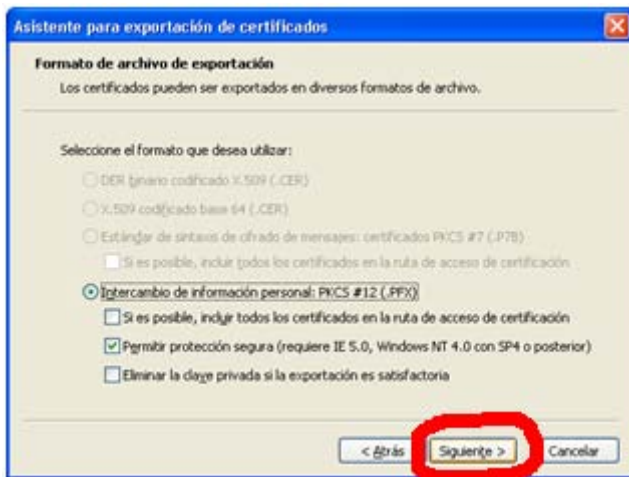 Asistente para exportación de certificados
Formato de archivo de exportación
Los certificados pueden ser exportados en diversos formatos de archivo.
Seleccione el formato que desea utilizar:
DER binario codificado X.509 (.CER)
X.509 codificado base 64 (.CER)
Estándar de sintaxis de cifrado de mensajes: certificados PKCS #7 (.P7B)
Si es posible, incluir todos los certificados en la ruta de acceso de certificación
Intercambio de información personal: PKCS #12 (.PFX)
Si es posible, incluir todos los certificados en la ruta de acceso de certificación
Permitir protección segura (requiere IE 5.0, Windows NT 4.0 con SP4 o posterior)
Eliminar la clave privada si la exportación es satisfactoria
< Atrás Siguiente > Cancelar